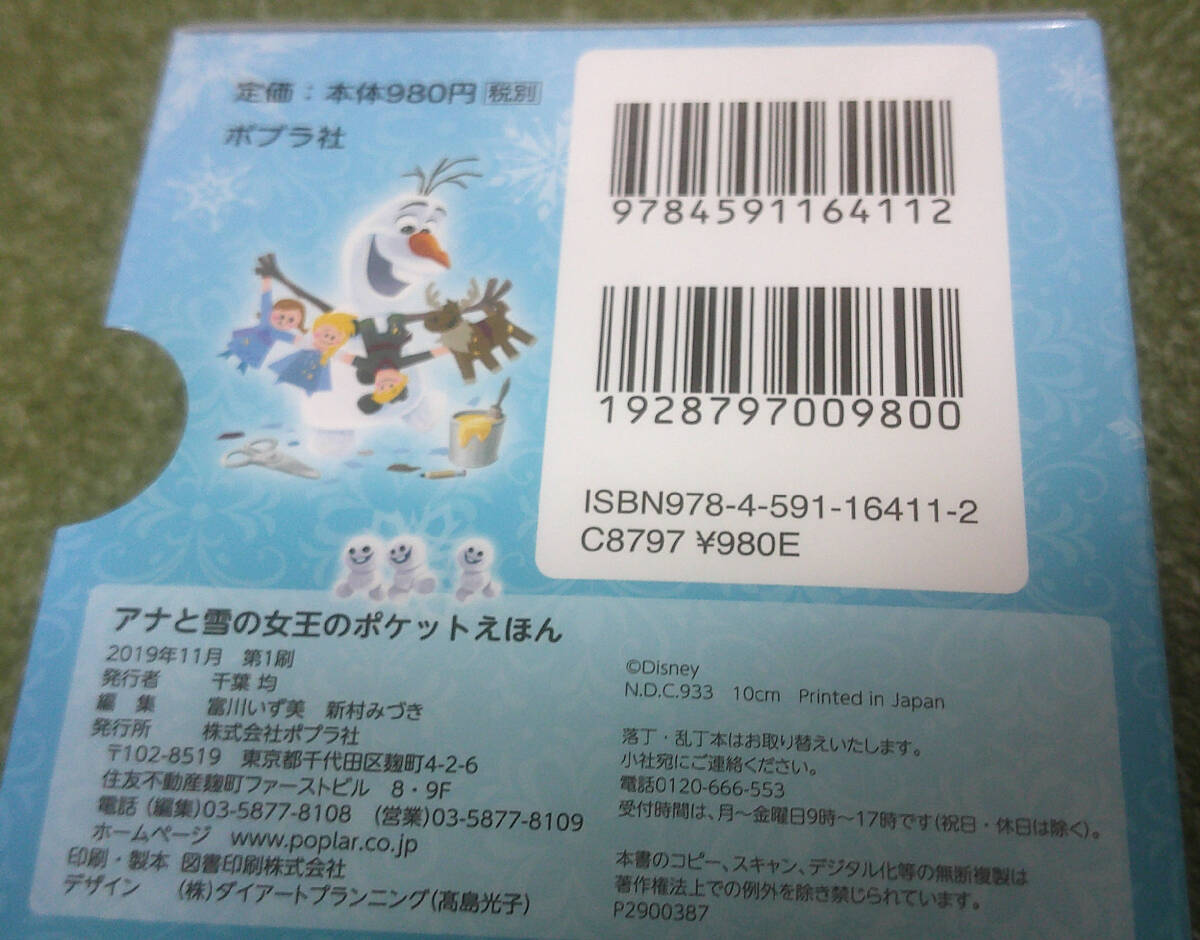 定価：本体980円 税別
ポプラ社
9784591164112
1928797009800
ISBN978-4-591-16411-2
C8797 ¥980E
アナと雪の女王のポケットえほん
2019年11月 第1刷
発行者 千葉 均
編 集 富川いず美 新村みづき
発行所 株式会社ポプラ社
〒102-8519 東京都千代田区麹町4-2-6
住友不動産麹町ファーストビル 8・9F
電話 (編集)03-5877-8108 (営業)03-5877-8109
ホームページ www.poplar.co.jp
印刷・製本 図書印刷株式会社
デザイン (株)ダイアートプランニング(髙島光子)
©Disney
N.D.C.933 10cm Printed in Japan
落丁・乱丁本はお取り替えいたします。
小社宛にご連絡ください。
電話0120-666-553
受付時間は、月～金曜日9時～17時です(祝日・休日は除く)。
本書のコピー、スキャン、デジタル化等の無断複製は
著作権法上での例外を除き禁じられています。
P2900387